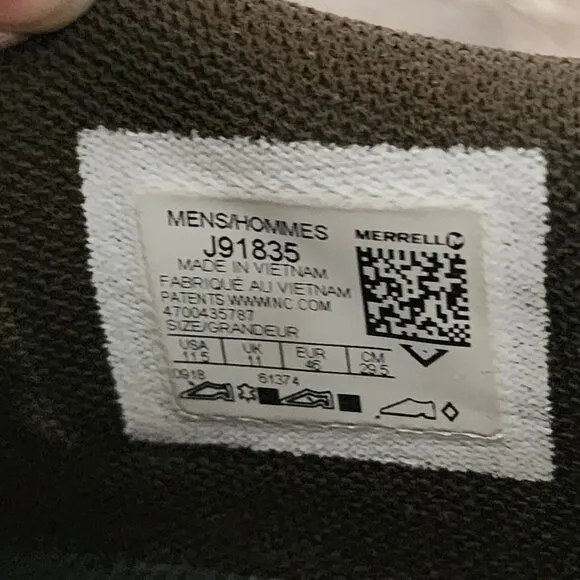 MENS/HOMMES
MERRELL
J91835
MADE IN VIETNAM
FABRIQUÉ AU VIETNAM
PATENTS WWW.NC.COM
4700435787
SIZE/GRANDEUR
USA UK EUR CM
11.5 11 46 29.5
0918 61374